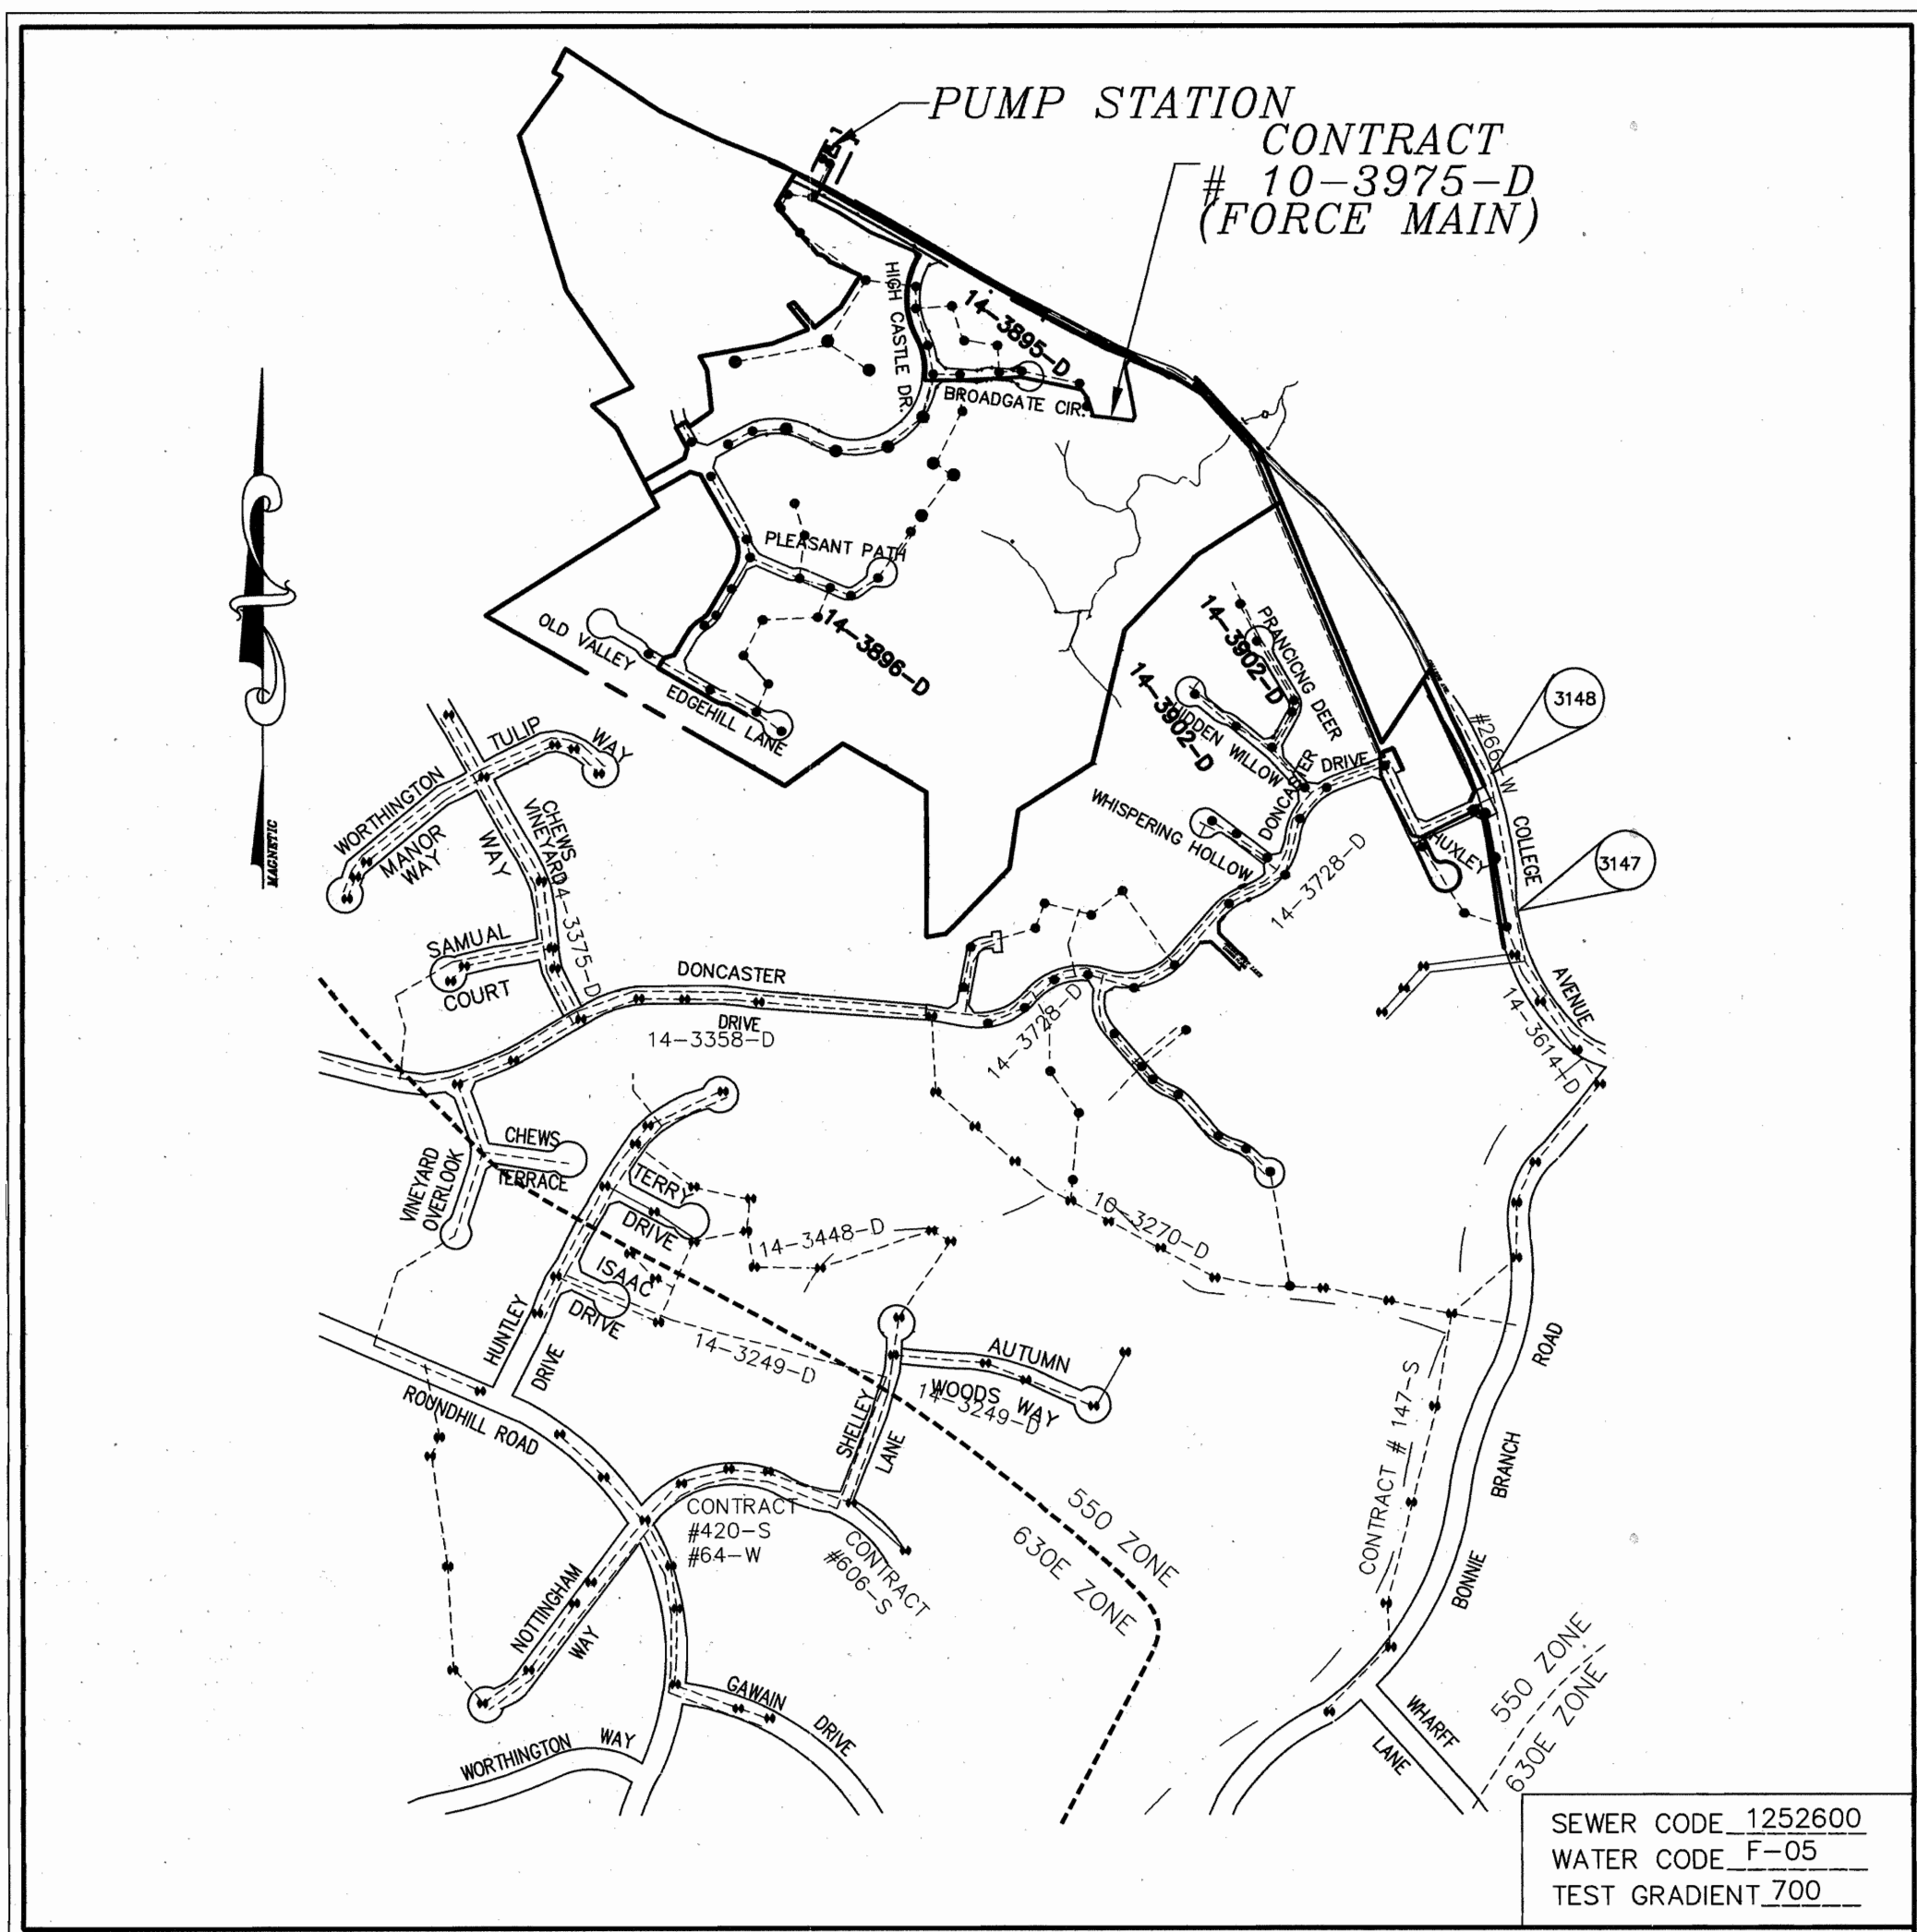 PUMP STATION
CONTRACT
# 10-3975-D
(FORCE MAIN)
HIGH CASTLE DR.
14-3895-D
BROADGATE CIR.
PLEASANT PATH
14-3896-D
OLD VALLEY
EDGEHILL LANE
14-3902-D
PRANCICNG DEER
14-3902-D
HIDDEN WILLOW
DONCASTER
DRIVE
WHISPERING HOLLOW
14-3728-D
HUXLEY
3148
#266-W
COLLEGE
3147
AVENUE
14-3614-D
MAGNETIC
TULIP
WAY
WORTHINGTON
MANOR
WAY
CHEWS
VINEYARD
WAY
14-3375-D
SAMUAL
COURT
DONCASTER
DRIVE
14-3358-D
14-3728-D
CHEWS
TERRACE
VINEYARD
OVERLOOK
TERRY
DRIVE
ISAAC
DRIVE
14-3448-D
10-3270-D
HUNTLEY
DRIVE
14-3249-D
ROUNDHILL ROAD
AUTUMN
WOODS WAY
14-3249-D
SHELLEY
LANE
CONTRACT
#420-S
#64-W
CONTRACT
#606-S
550 ZONE
630E ZONE
CONTRACT # 147-S
ROAD
BRANCH
BONNIE
NOTTINGHAM
WAY
GAWAIN
DRIVE
WORTHINGTON WAY
WHARFF
LANE
550 ZONE
630E ZONE
SEWER CODE 1252600
WATER CODE F-05
TEST GRADIENT 700